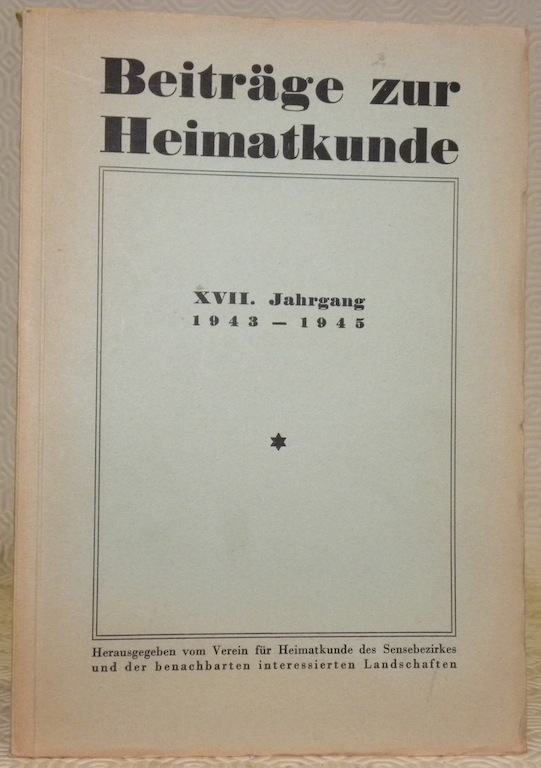 Beiträge zur
Heimatkunde
XVII. Jahrgang
1943 — 1945
Herausgegeben vom Verein für Heimatkunde des Sensebezirkes
und der benachbarten interessierten Landschaften